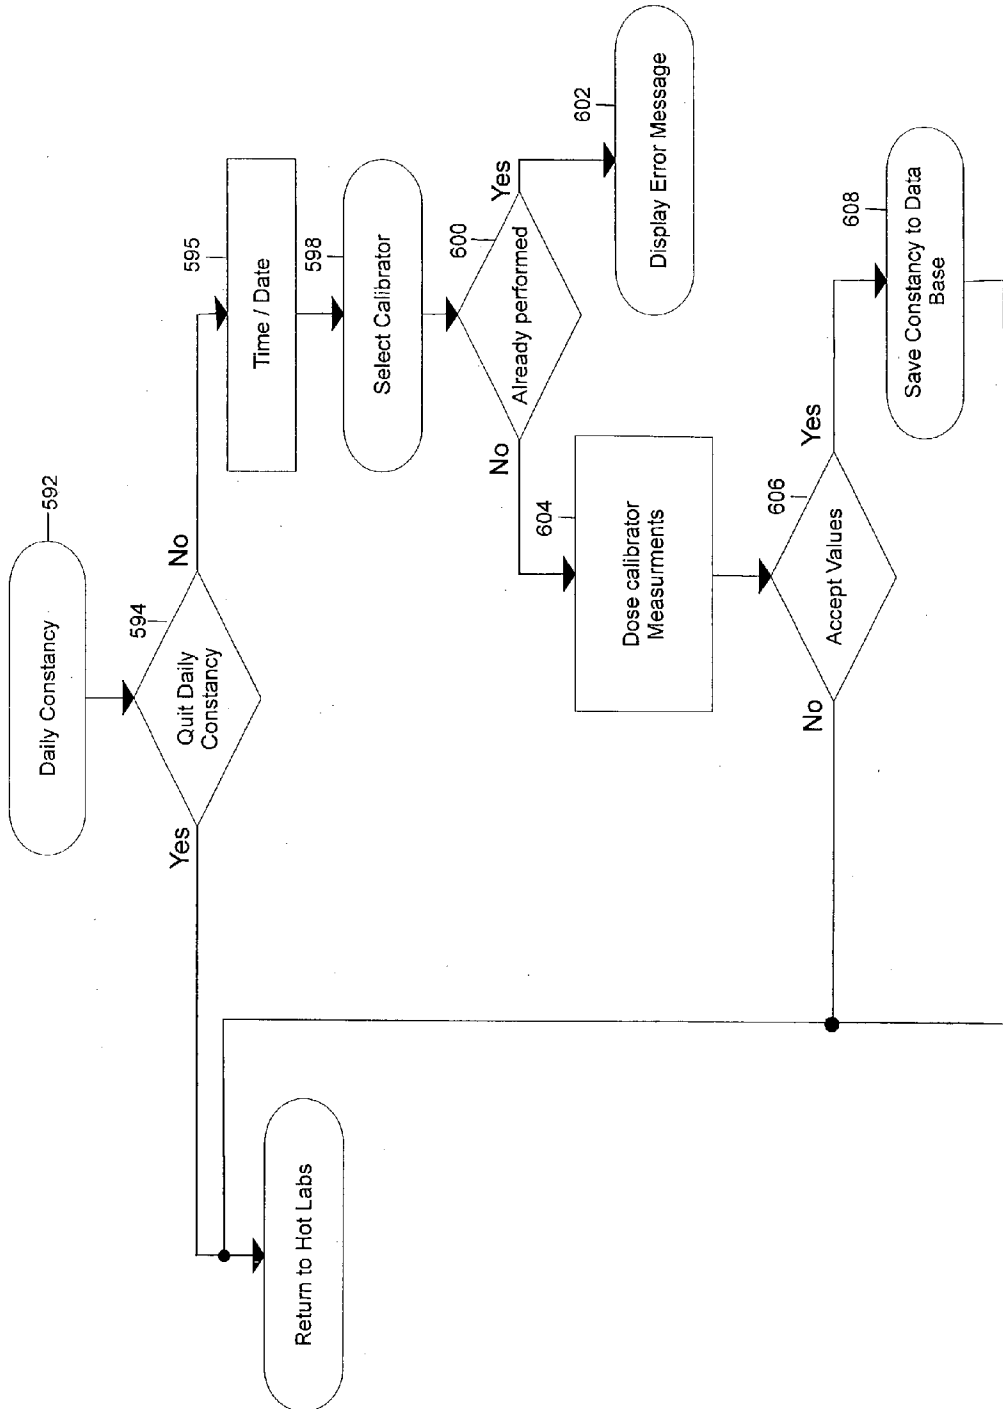 Daily Constancy
592
Quit Daily
Constancy
594
Yes
No
Return to Hot Labs
Time / Date
595
Select Calibrator
598
Already performed
600
Yes
No
Display Error Message
602
Dose calibrator
Measurments
604
Accept Values
606
No
Yes
Save Constancy to Data
Base
608